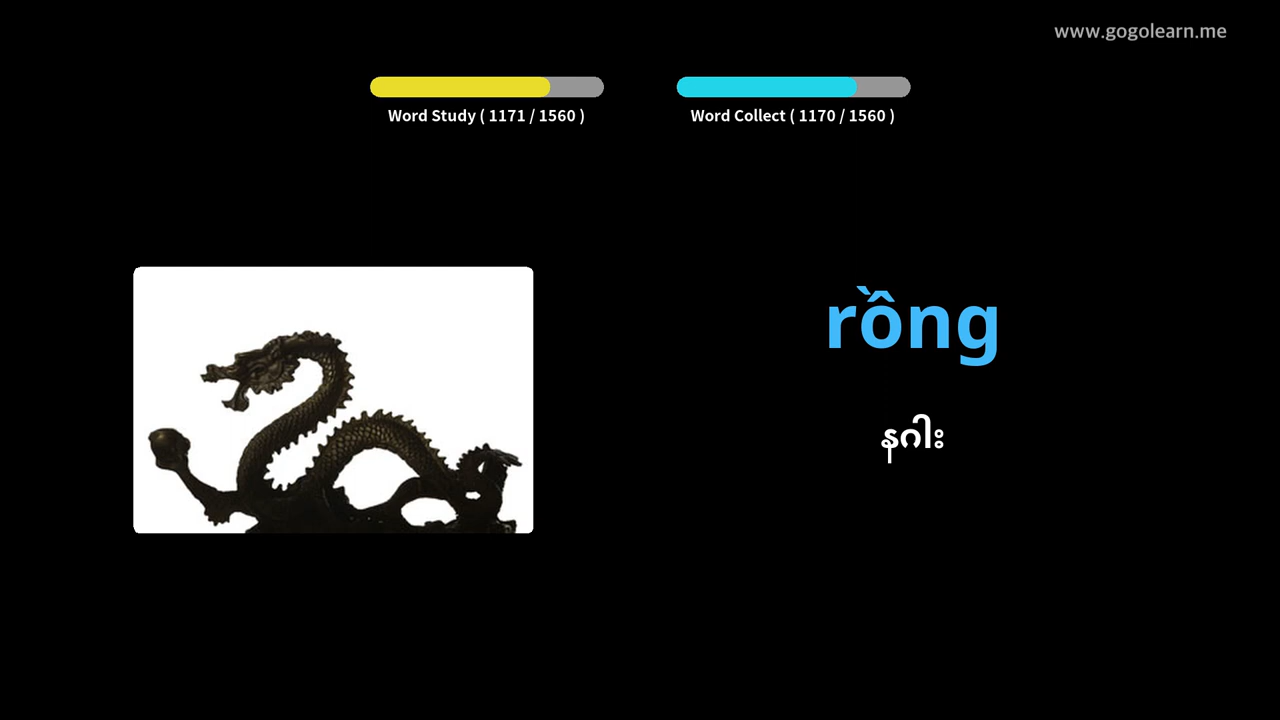 www.gogolearn.me
Word Study ( 1171 / 1560 )
Word Collect ( 1170 / 1560 )
rồng
နဂါး